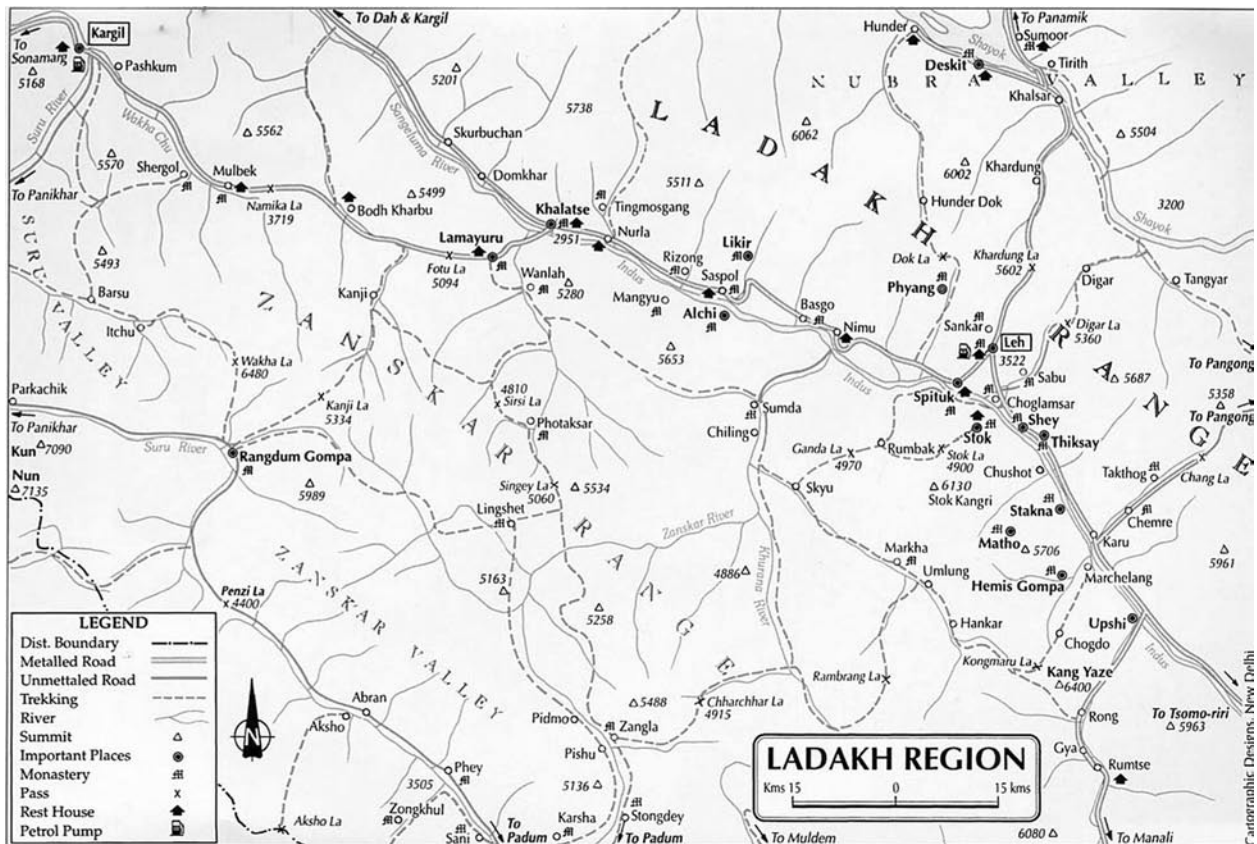 To Dah & Kargil
To Panamik
Hunder
Sumoor
Shayok
To Sonamarg
Kargil
Pashkum
5168
5201
Deskit
Tirith
NUBRA VALLEY
5738
Khalsar
LADAKH RANGE
Suru River
Wakha Chu
5562
Sangeluma River
Skurbuchan
6062
5504
5570
Shergol
Mulbek
Domkhar
5511
6002
Khardung
To Panikhar
Namika La
3719
Bodh Kharbu
5499
Tingmosgang
Hunder Dok
3200
Shayok
SURU VALLEY
Khalatse
2951
Nurla
Likir
Lamayuru
Dok La
Khardung La
5602
5493
Fotu La
5094
Wanlah
5280
Indus
Rizong
Saspol
Digar
Tangyar
Barsu
Kanji
Mangyu
Alchi
Phyang
Itchu
ZANSKAR RANGE
Basgo
Nimu
Sankar
Digar La
5360
5653
Leh
3522
Wakha La
6480
To Pangong
Parkachik
4810
Sirsi La
Indus
Sabu
5687
5358
Kanji La
5334
Spituk
Choglamsar
To Pangong
To Panikhar
Photaksar
Sumda
Shey
Kun
7090
Suru River
Chiling
Stok
Thiksay
Rangdum Gompa
Ganda La
4970
Rumbak
Stok La
4900
Chushot
Takthog
Chang La
Nun
7135
5989
Singey La
5060
5534
Skyu
6130
Stok Kangri
Lingshet
Stakna
Chemre
Zanskar River
Matho
5706
Karu
5961
ZANSKAR VALLEY
5163
4886
Khurana River
Markha
Umlung
Marchelang
Hemis Gompa
Penzi La
4400
5258
Upshi
Hankar
Chogdo
Indus
Kongmaru La
Kang Yaze
6400
Rambrang La
Abran
Aksho
5488
Chharchhar La
4915
Pidmo
Zangla
Rong
To Tsomo-riri
5963
Pishu
Gya
Phey
3505
5136
Rumtse
Zongkhul
Stongdey
Aksho La
Sani
To Padum
Karsha
To Padum
To Muldem
6080
To Manali
LEGEND
Dist. Boundary
Metalled Road
Unmettaled Road
Trekking
River
Summit
Important Places
Monastery
Pass
Rest House
Petrol Pump
N
LADAKH REGION
Kms 15 0 15 kms
Cartographic Designs, New Delhi